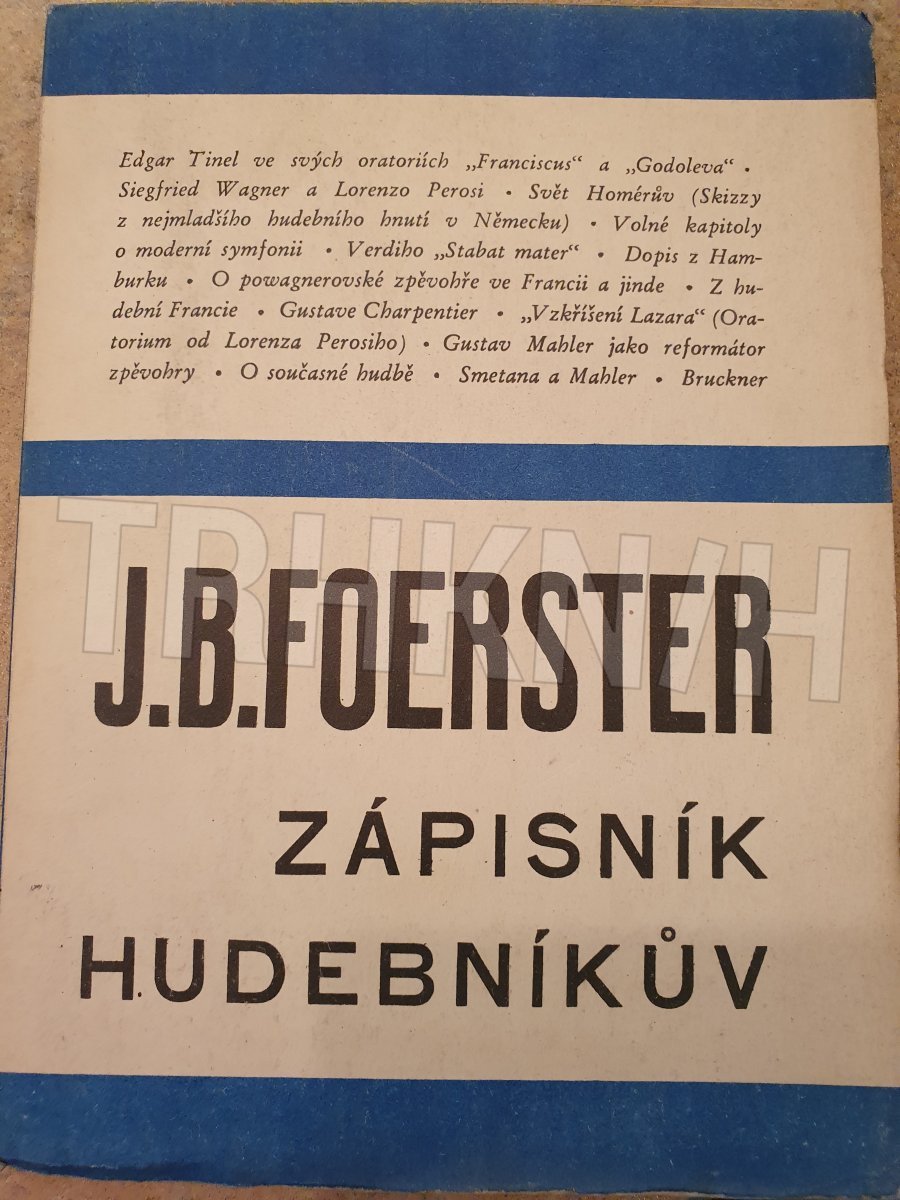 Edgar Tinel ve svých oratoriích „Franciscus“ a „Godoleva“ •
Siegfried Wagner a Lorenzo Perosi • Svět Homérův (Skizzy
z nejmladšího hudebního hnutí v Německu) • Volné kapitoly
o moderní symfonii • Verdiho „Stabat mater“ • Dopis z Ham-
burku • O powagnerovské zpěvohře ve Francii a jinde • Z hu-
dební Francie • Gustave Charpentier • „Vzkříšení Lazara“ (Ora-
torium od Lorenza Perosiho) • Gustav Mahler jako reformátor
zpěvohry • O současné hudbě • Smetana a Mahler • Bruckner
TRHKNIH
J.B.FOERSTER
ZÁPISNÍK
HUDEBNÍKŮV